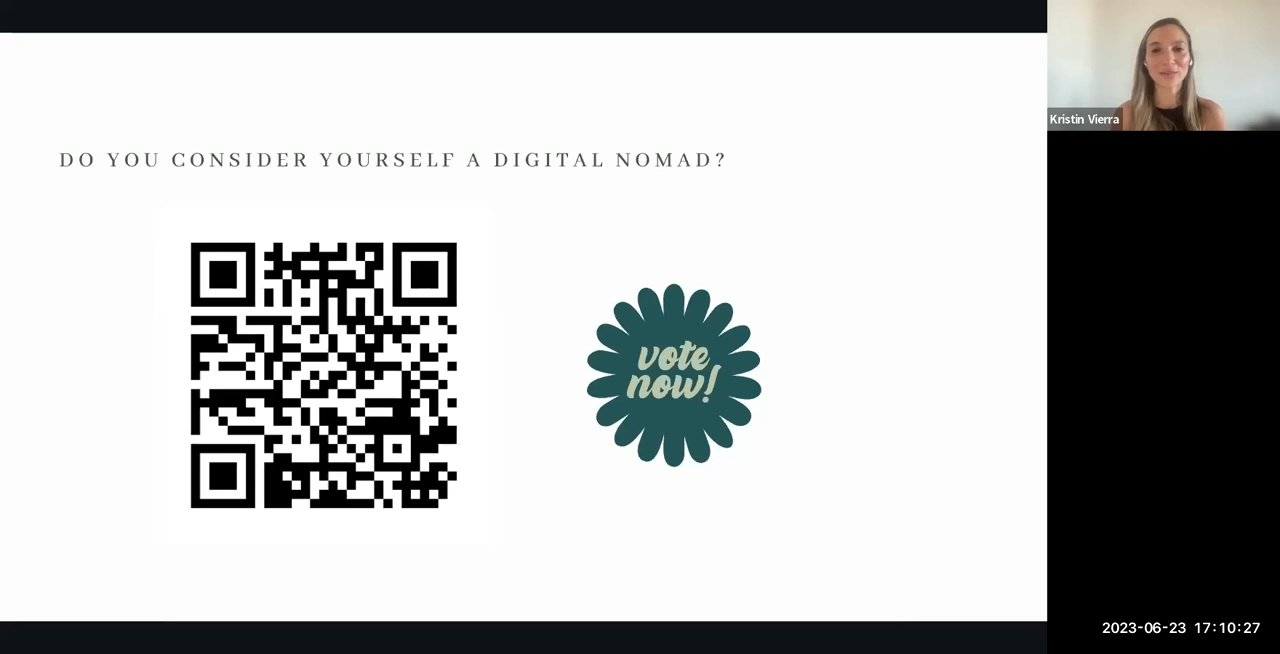 DO YOU CONSIDER YOURSELF A DIGITAL NOMAD?
vote
now!
Kristin Vierra
2023-06-23 17:10:27